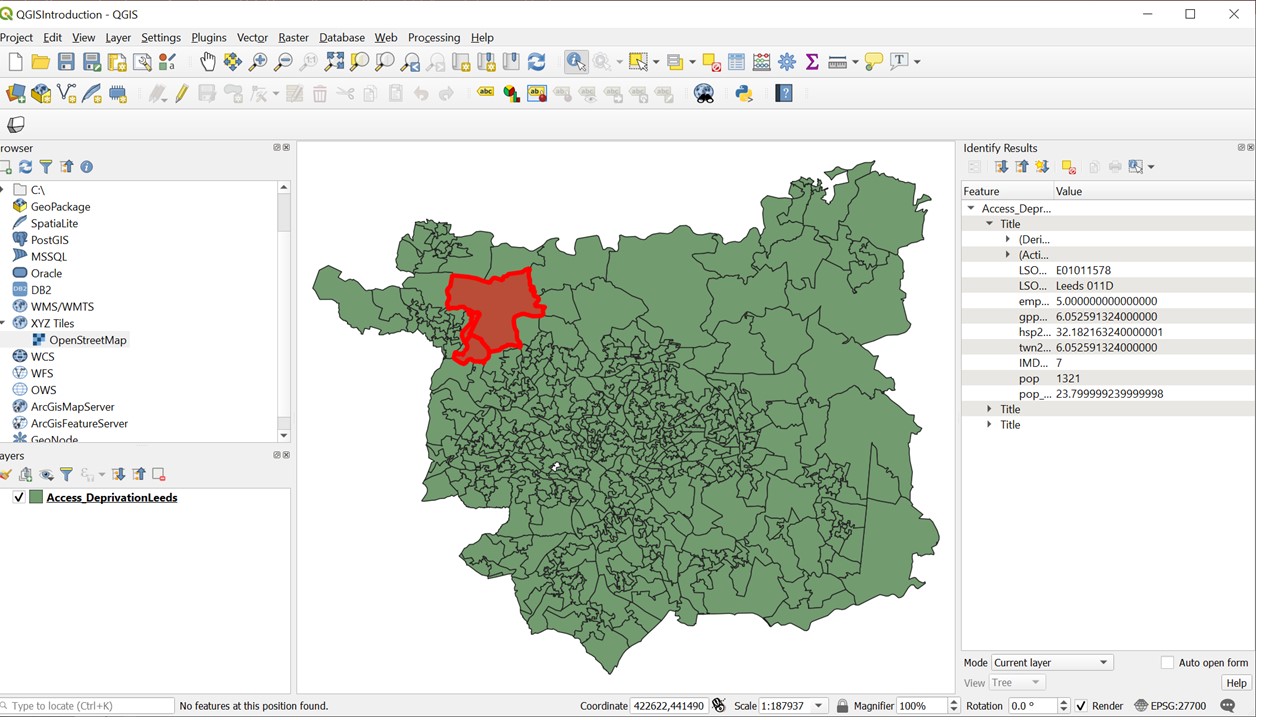 QGISIntroduction - QGIS
Project Edit View Layer Settings Plugins Vector Raster Database Web Processing Help
rowser
C:\
GeoPackage
SpatiaLite
PostGIS
MSSQL
Oracle
DB2
WMS/WMTS
XYZ Tiles
OpenStreetMap
WCS
WFS
OWS
ArcGisMapServer
ArcGisFeatureServer
GeoNode
ayers
Access_DeprivationLeeds
Identify Results
Feature Value
Access_Depr...
Title
(Deri...
(Acti...
LSO... E01011578
LSO... Leeds 011D
emp... 5.000000000000000
gpp... 6.052591324000000
hsp2... 32.182163240000001
twn2... 6.052591324000000
IMD... 7
pop 1321
pop_... 23.799999239999998
Title
Title
Mode Current layer Auto open form
View Tree Help
Type to locate (Ctrl+K) No features at this position found. Coordinate 422622,441490 Scale 1:187937 Magnifier 100% Rotation 0.0 ° Render EPSG:27700